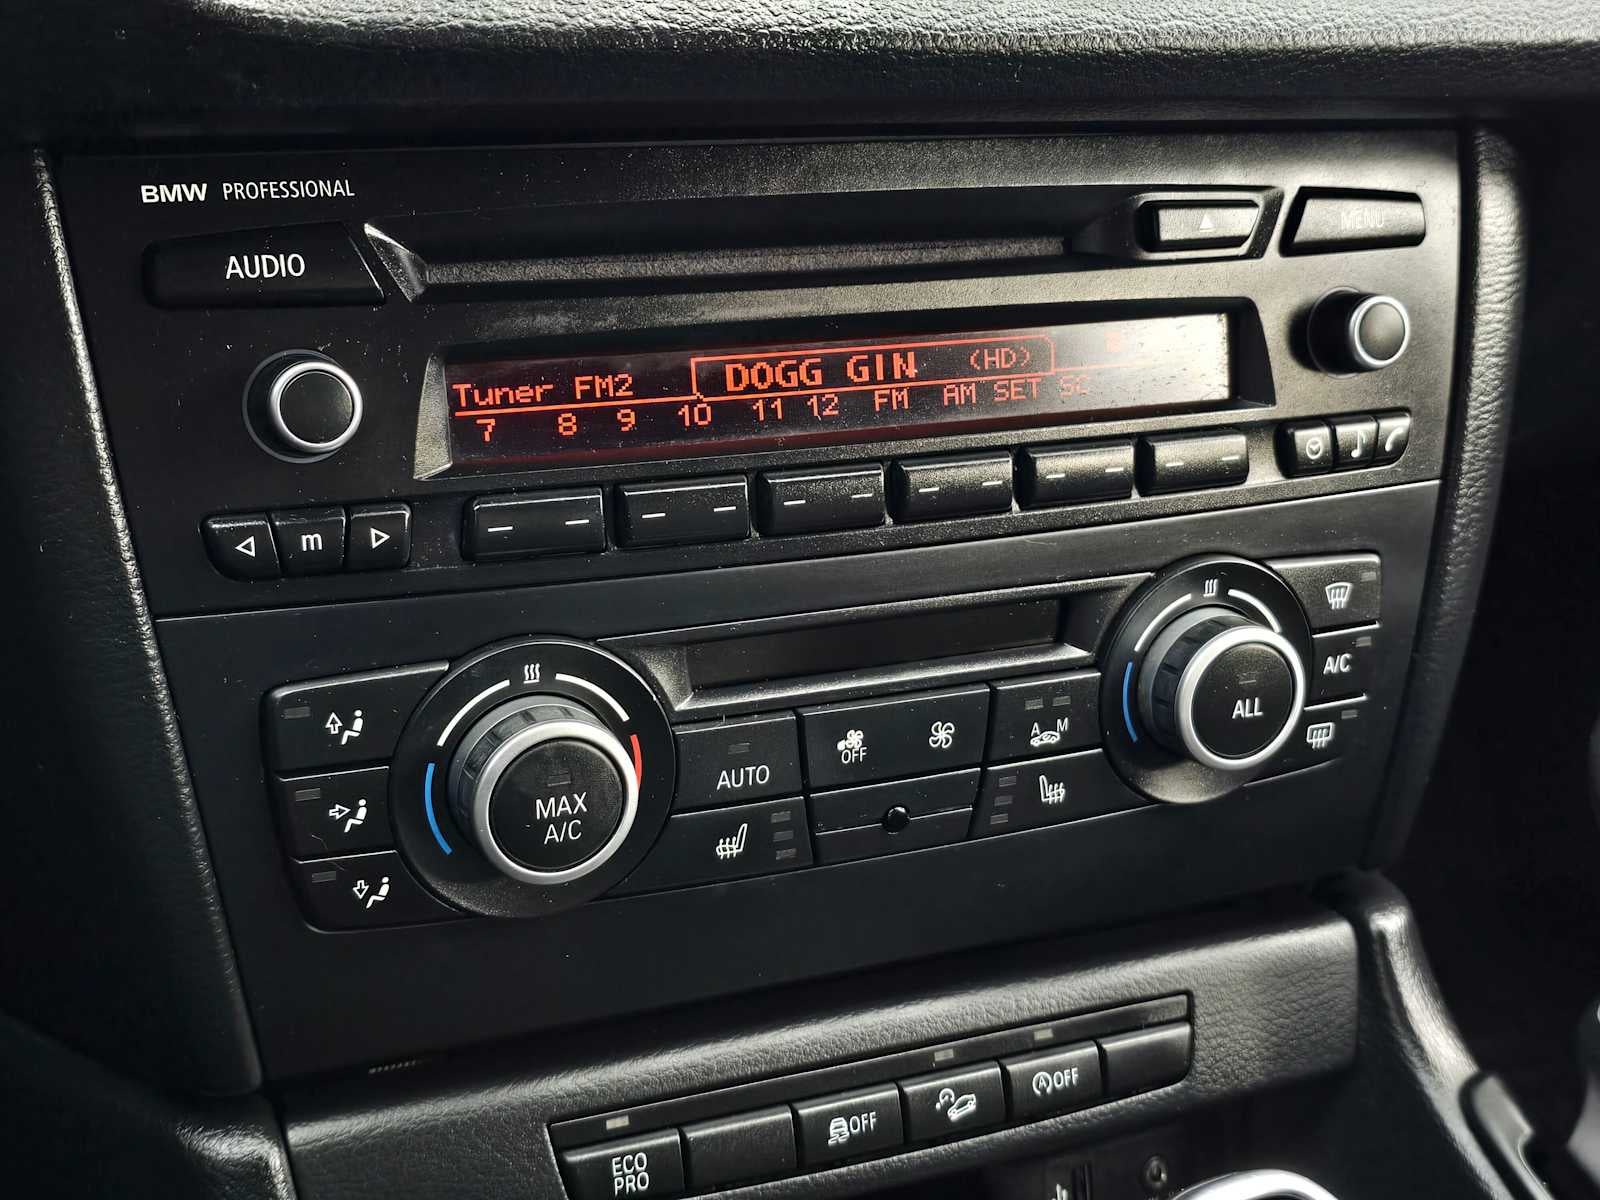 BMW PROFESSIONAL
AUDIO
MENU
Tuner FM2
DOGG GIN (HD)
7 8 9 10 11 12 FM AM SET SC
m
OFF
A M
A/C
AUTO
MAX
A/C
ALL
OFF
OFF
ECO
PRO